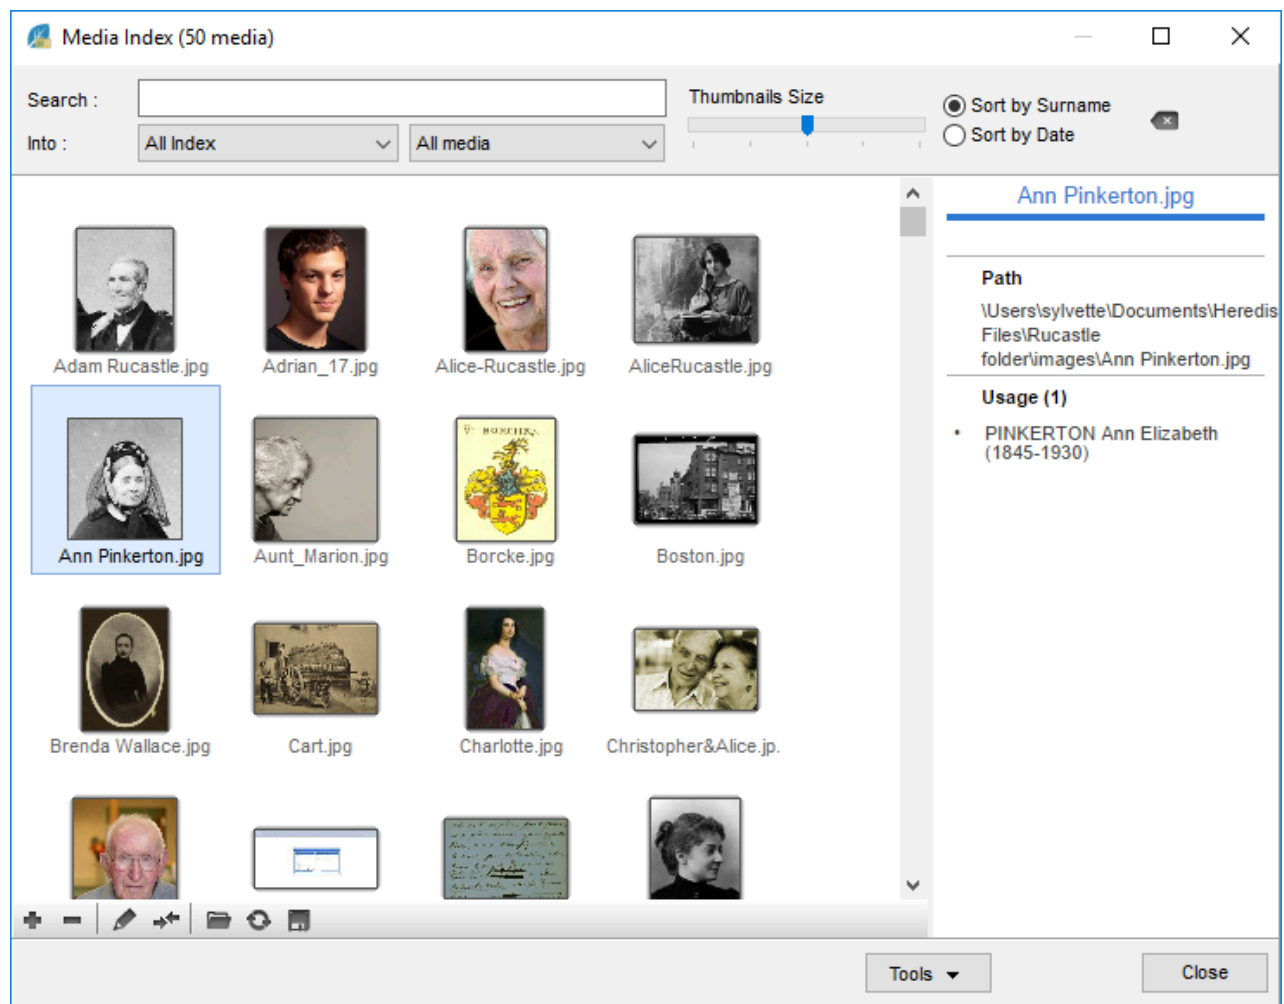 Media Index (50 media)
Search :
Thumbnails Size
Sort by Surname
Into :
All Index
All media
Sort by Date
Ann Pinkerton.jpg
Path
\Users\sylvette\Documents\Heredis
Files\Rucastle
folder\images\Ann Pinkerton.jpg
Usage (1)
• PINKERTON Ann Elizabeth
(1845-1930)
Adam Rucastle.jpg
Adrian_17.jpg
Alice-Rucastle.jpg
AliceRucastle.jpg
Ann Pinkerton.jpg
Aunt_Marion.jpg
Borcke.jpg
Boston.jpg
Brenda Wallace.jpg
Cart.jpg
Charlotte.jpg
Christopher&Alice.jp.
Tools
Close